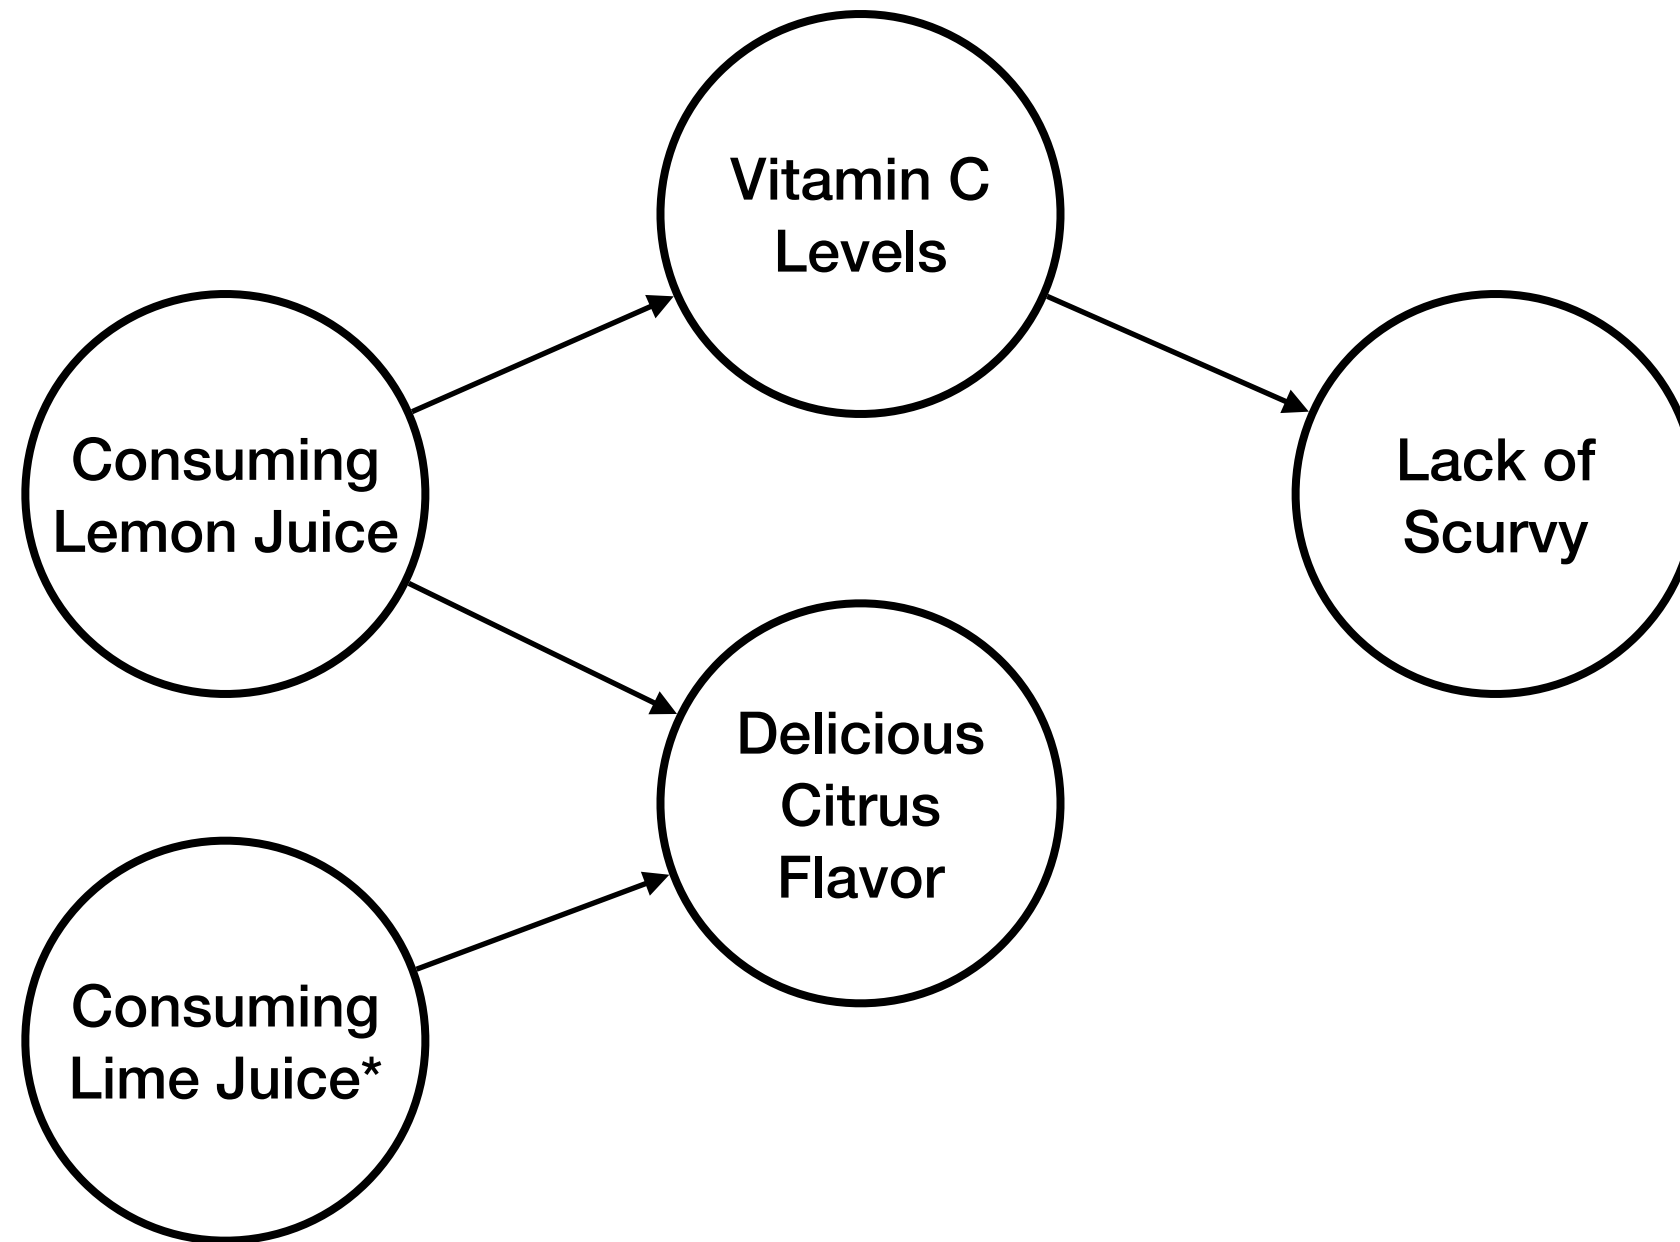 Vitamin C
Levels
Consuming
Lemon Juice
Lack of
Scurvy
Delicious
Citrus
Flavor
Consuming
Lime Juice*